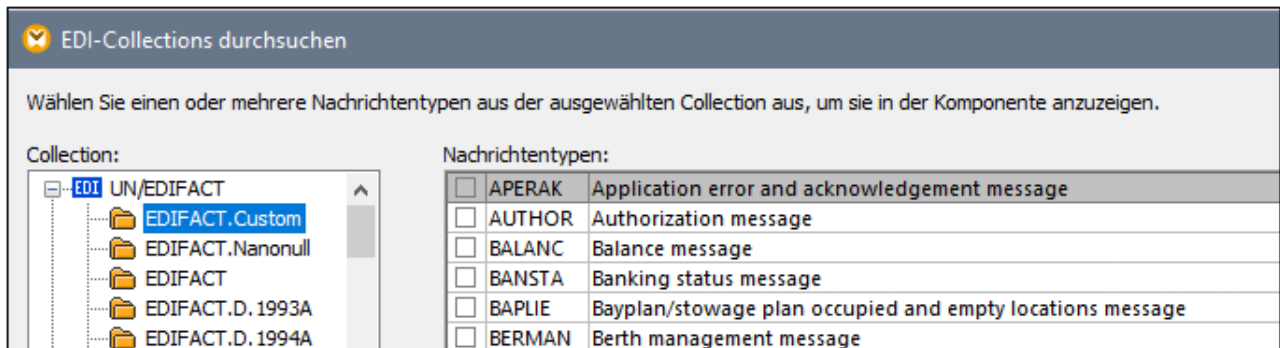 EDI-Collections durchsuchen
Wählen Sie einen oder mehrere Nachrichtentypen aus der ausgewählten Collection aus, um sie in der Komponente anzuzeigen.
Collection:
EDI UN/EDIFACT
EDIFACT.Custom
EDIFACT.Nanonull
EDIFACT
EDIFACT.D.1993A
EDIFACT.D.1994A
Nachrichtentypen:
APERAK Application error and acknowledgement message
AUTHOR Authorization message
BALANC Balance message
BANSTA Banking status message
BAPLIE Bayplan/stowage plan occupied and empty locations message
BERMAN Berth management message